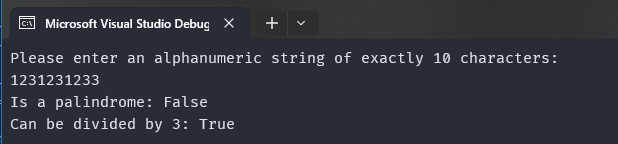 Microsoft Visual Studio Debug
Please enter an alphanumeric string of exactly 10 characters:
1231231233
Is a palindrome: False
Can be divided by 3: True